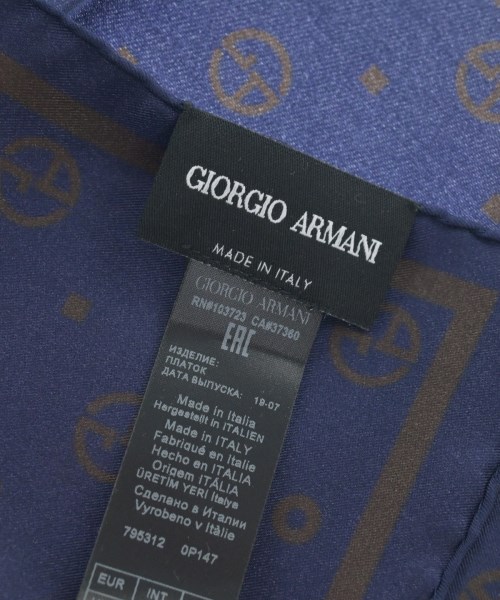 GIORGIO ARMANI
MADE IN ITALY
GIORGIO ARMANI
RN#103723 CA#37360
EAC
ИЗДЕЛИЕ:
ПЛАТОК
ДАТА ВЫПУСКА: 19-07
Made in Italia
Hergestellt in ITALIEN
Made in ITALY
Fabriqué en Italie
Hecho en ITALIA
Origem ITÁLIA
ÜRETİM YERİ İtalya
Сделано в Италии
Vyrobeno v Itálie
795312 0P147
EUR INT